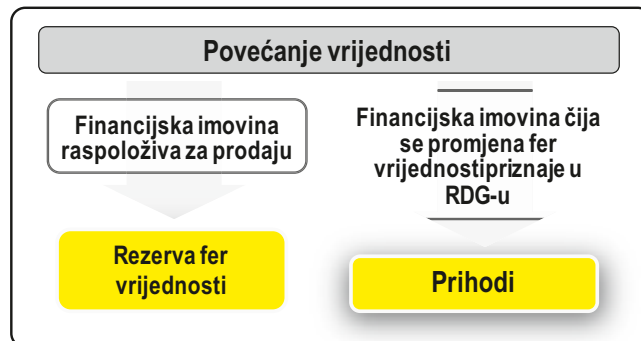 Povećanje vrijednosti
Financijska imovina
raspoloživa za prodaju
Financijska imovina čija
se promjena fer
vrijednostipriznaje u
RDG-u
Rezerva fer
vrijednosti
Prihodi